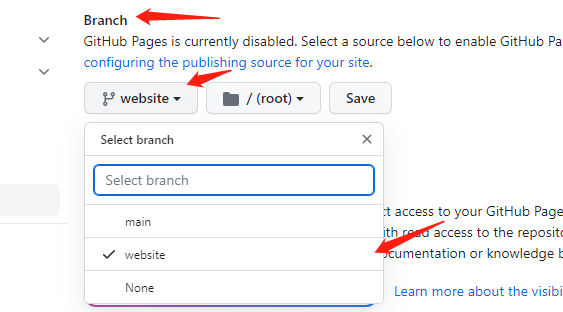 Branch
GitHub Pages is currently disabled. Select a source below to enable GitHub Pa
configuring the publishing source for your site.
website
/ (root)
Save
Select branch
Select branch
main
website
None
t access to your GitHub Page
ith read access to the reposito
ocumentation or knowledge b
Learn more about the visibi